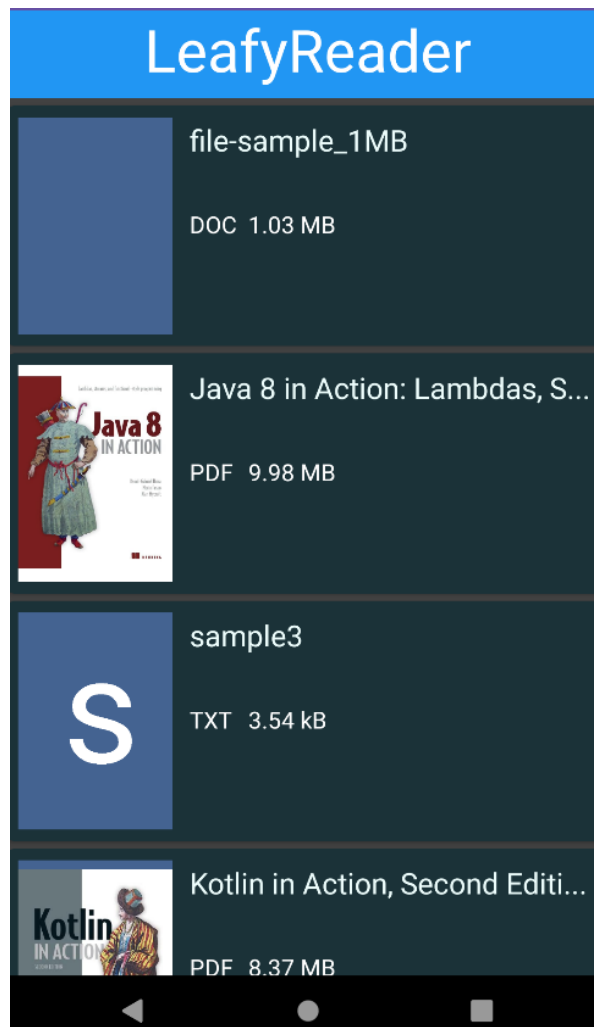 LeafyReader
file-sample_1MB
DOC 1.03 MB
Java 8 in Action: Lambdas, S...
Java 8
IN ACTION
PDF 9.98 MB
MANNING
sample3
S
TXT 3.54 kB
Kotlin in Action, Second Editi...
Kotlin
IN ACTION
PDF 8.37 MB